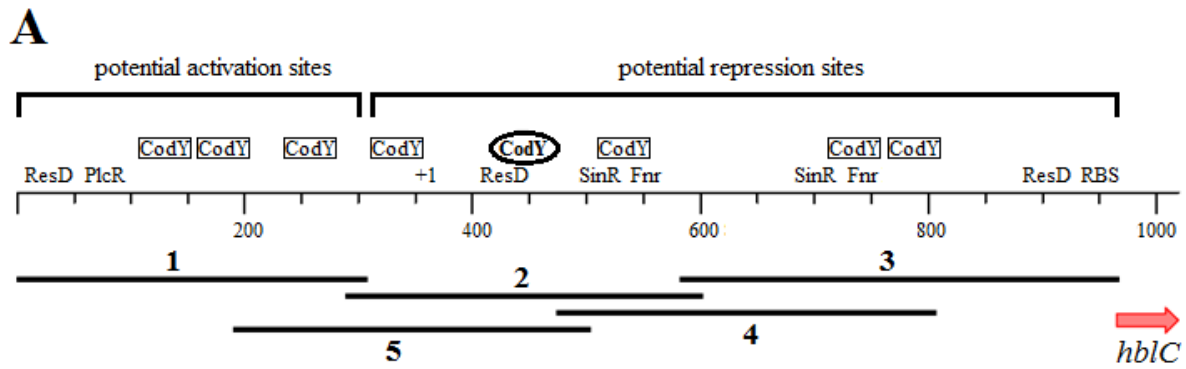 A
potential activation sites potential repression sites
CodY CodY CodY CodY CodY CodY CodY CodY
ResD PlcR +1 ResD SinR Fnr SinR Fnr ResD RBS
200 400 600 800 1000
1 2 3
5 4
hblC